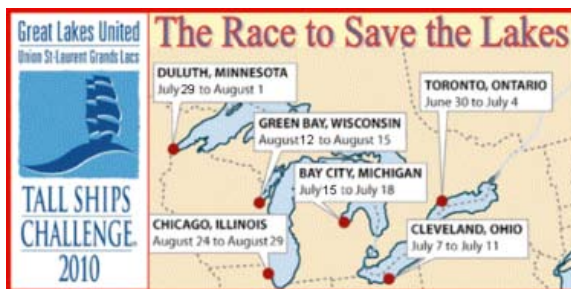 Great Lakes United
Union St-Laurent Grands Lacs
TALL SHIPS
CHALLENGE®
2010
The Race to Save the Lakes
DULUTH, MINNESOTA
July 29 to August 1
TORONTO, ONTARIO
June 30 to July 4
GREEN BAY, WISCONSIN
August 12 to August 15
BAY CITY, MICHIGAN
July 15 to July 18
CHICAGO, ILLINOIS
August 24 to August 29
CLEVELAND, OHIO
July 7 to July 11